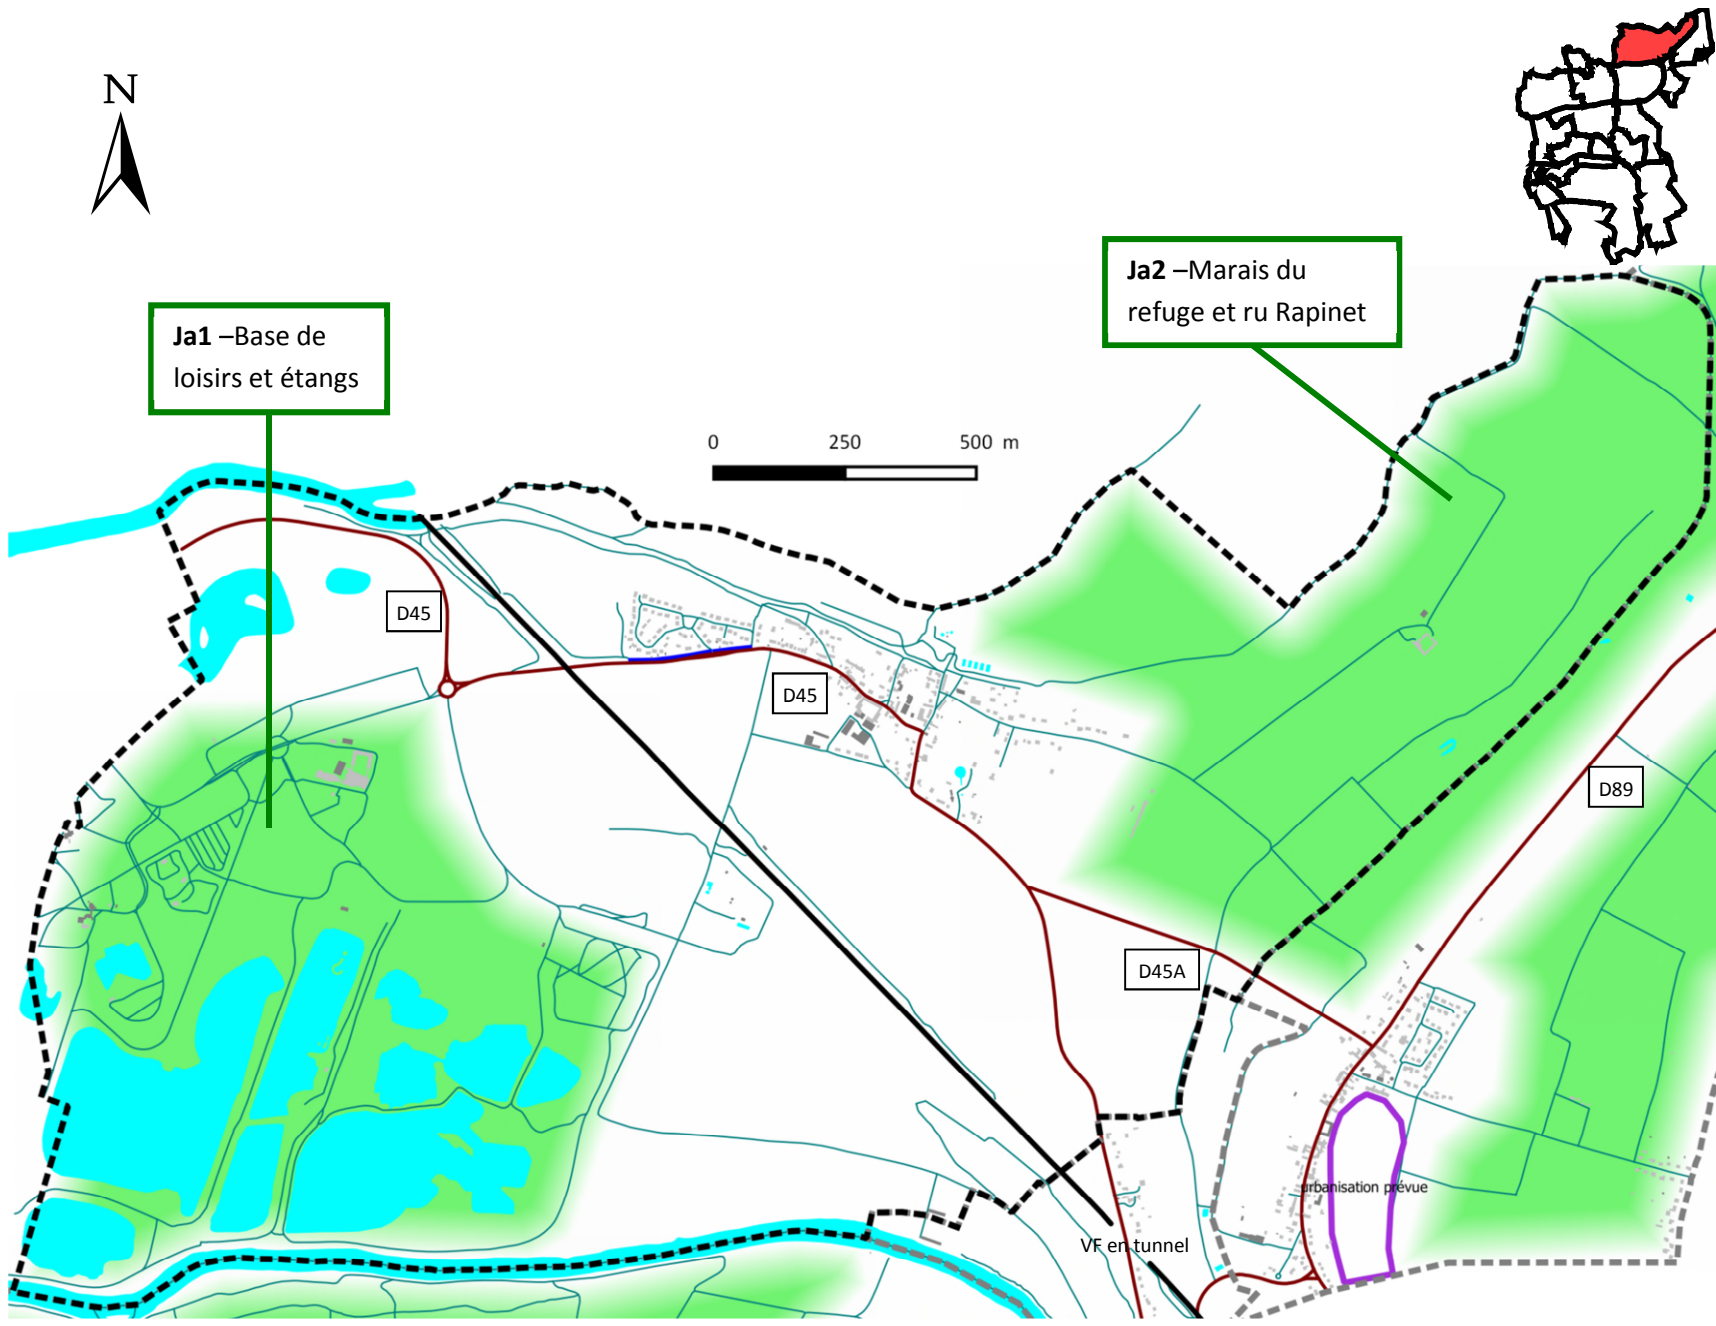 N
Ja2 –Marais du
refuge et ru Rapinet
Ja1 –Base de
loisirs et étangs
0 250 500 m
D45
D45
D89
D45A
urbanisation prévue
VF en tunnel